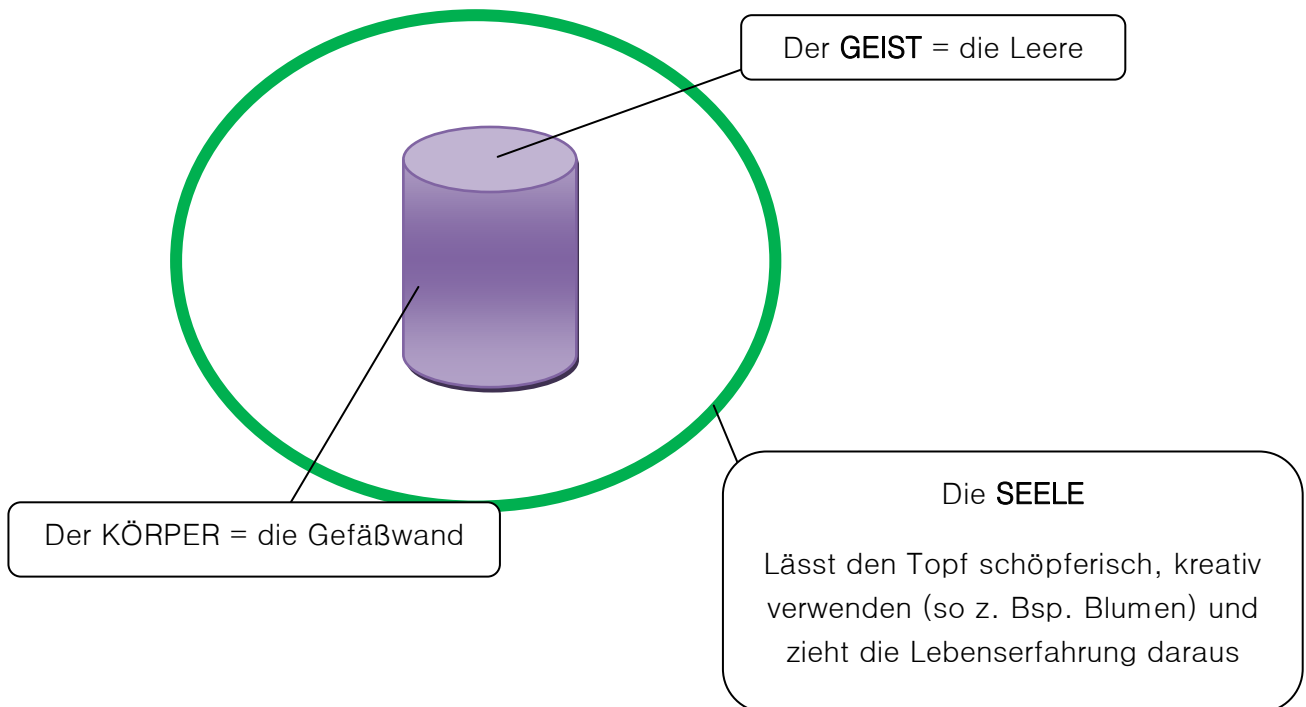 Der GEIST = die Leere
Der KÖRPER = die Gefäßwand
Die SEELE
Lässt den Topf schöpferisch, kreativ
verwenden (so z. Bsp. Blumen) und
zieht die Lebenserfahrung daraus